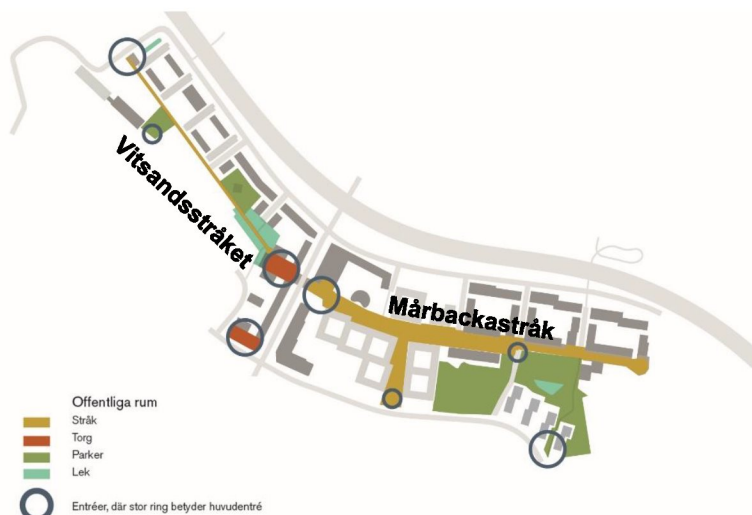 Vitsandsstråket
Mårbackastråk
Offentliga rum
Stråk
Torg
Parker
Lek
Entréer, där stor ring betyder huvudentré